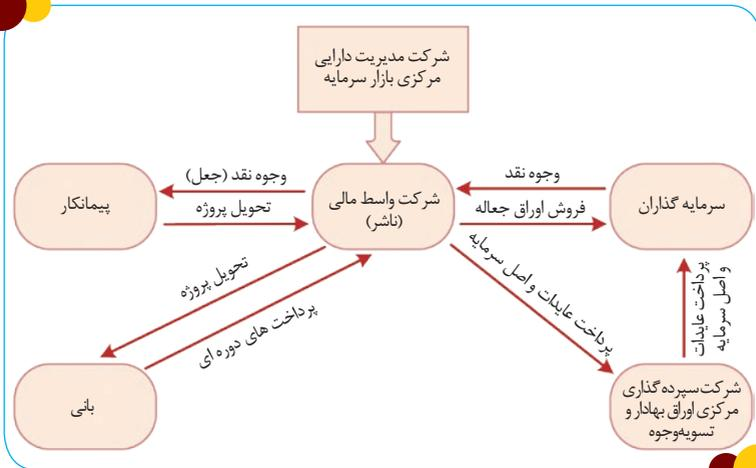 شرکت مدیریت دارایی
مرکزی بازار سرمایه
سرمایه گذاران
وجوه نقد
فروش اوراق جعاله
شرکت واسط مالی
(ناشر)
وجوه نقد (جعل)
تحویل پروژه
پیمانکار
پرداخت عایدات
و اصل سرمایه
پرداخت عایدات و اصل سرمایه
تحویل پروژه
پرداخت های دوره ای
شرکت سپرده گذاری
مرکزی اوراق بهادار و
تسویه‌وجوه
بانی